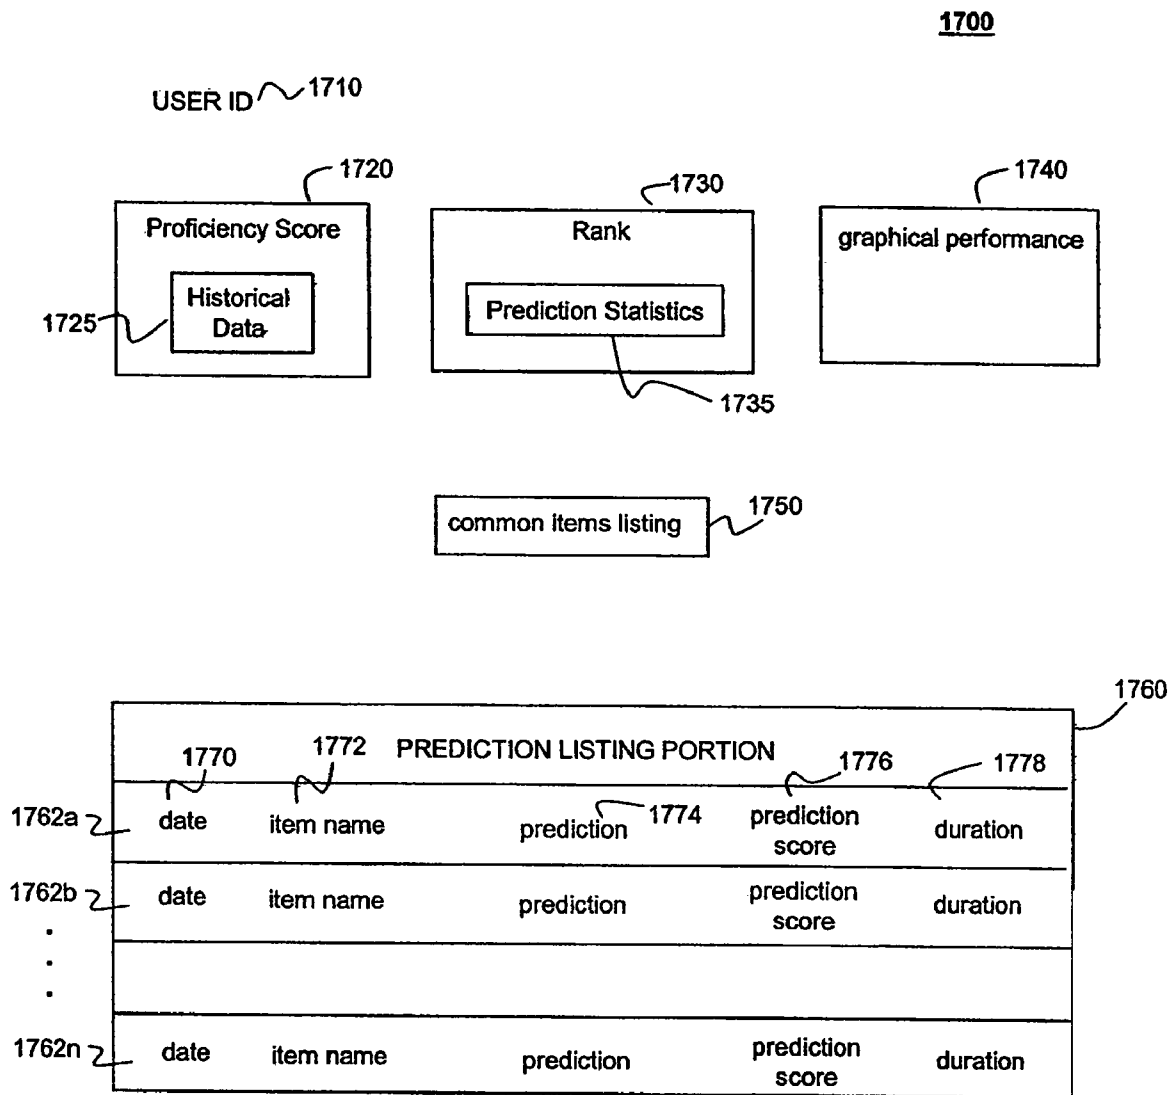 1700
USER ID 1710
1720 1730 1740
Proficiency Score
Historical
Data
1725
Rank
Prediction Statistics
1735
graphical performance
common items listing 1750
1760
PREDICTION LISTING PORTION
1770 1772 1776 1778
1762a date item name prediction 1774 prediction score duration
1762b date item name prediction prediction score duration
.
.
.
1762n date item name prediction prediction score duration